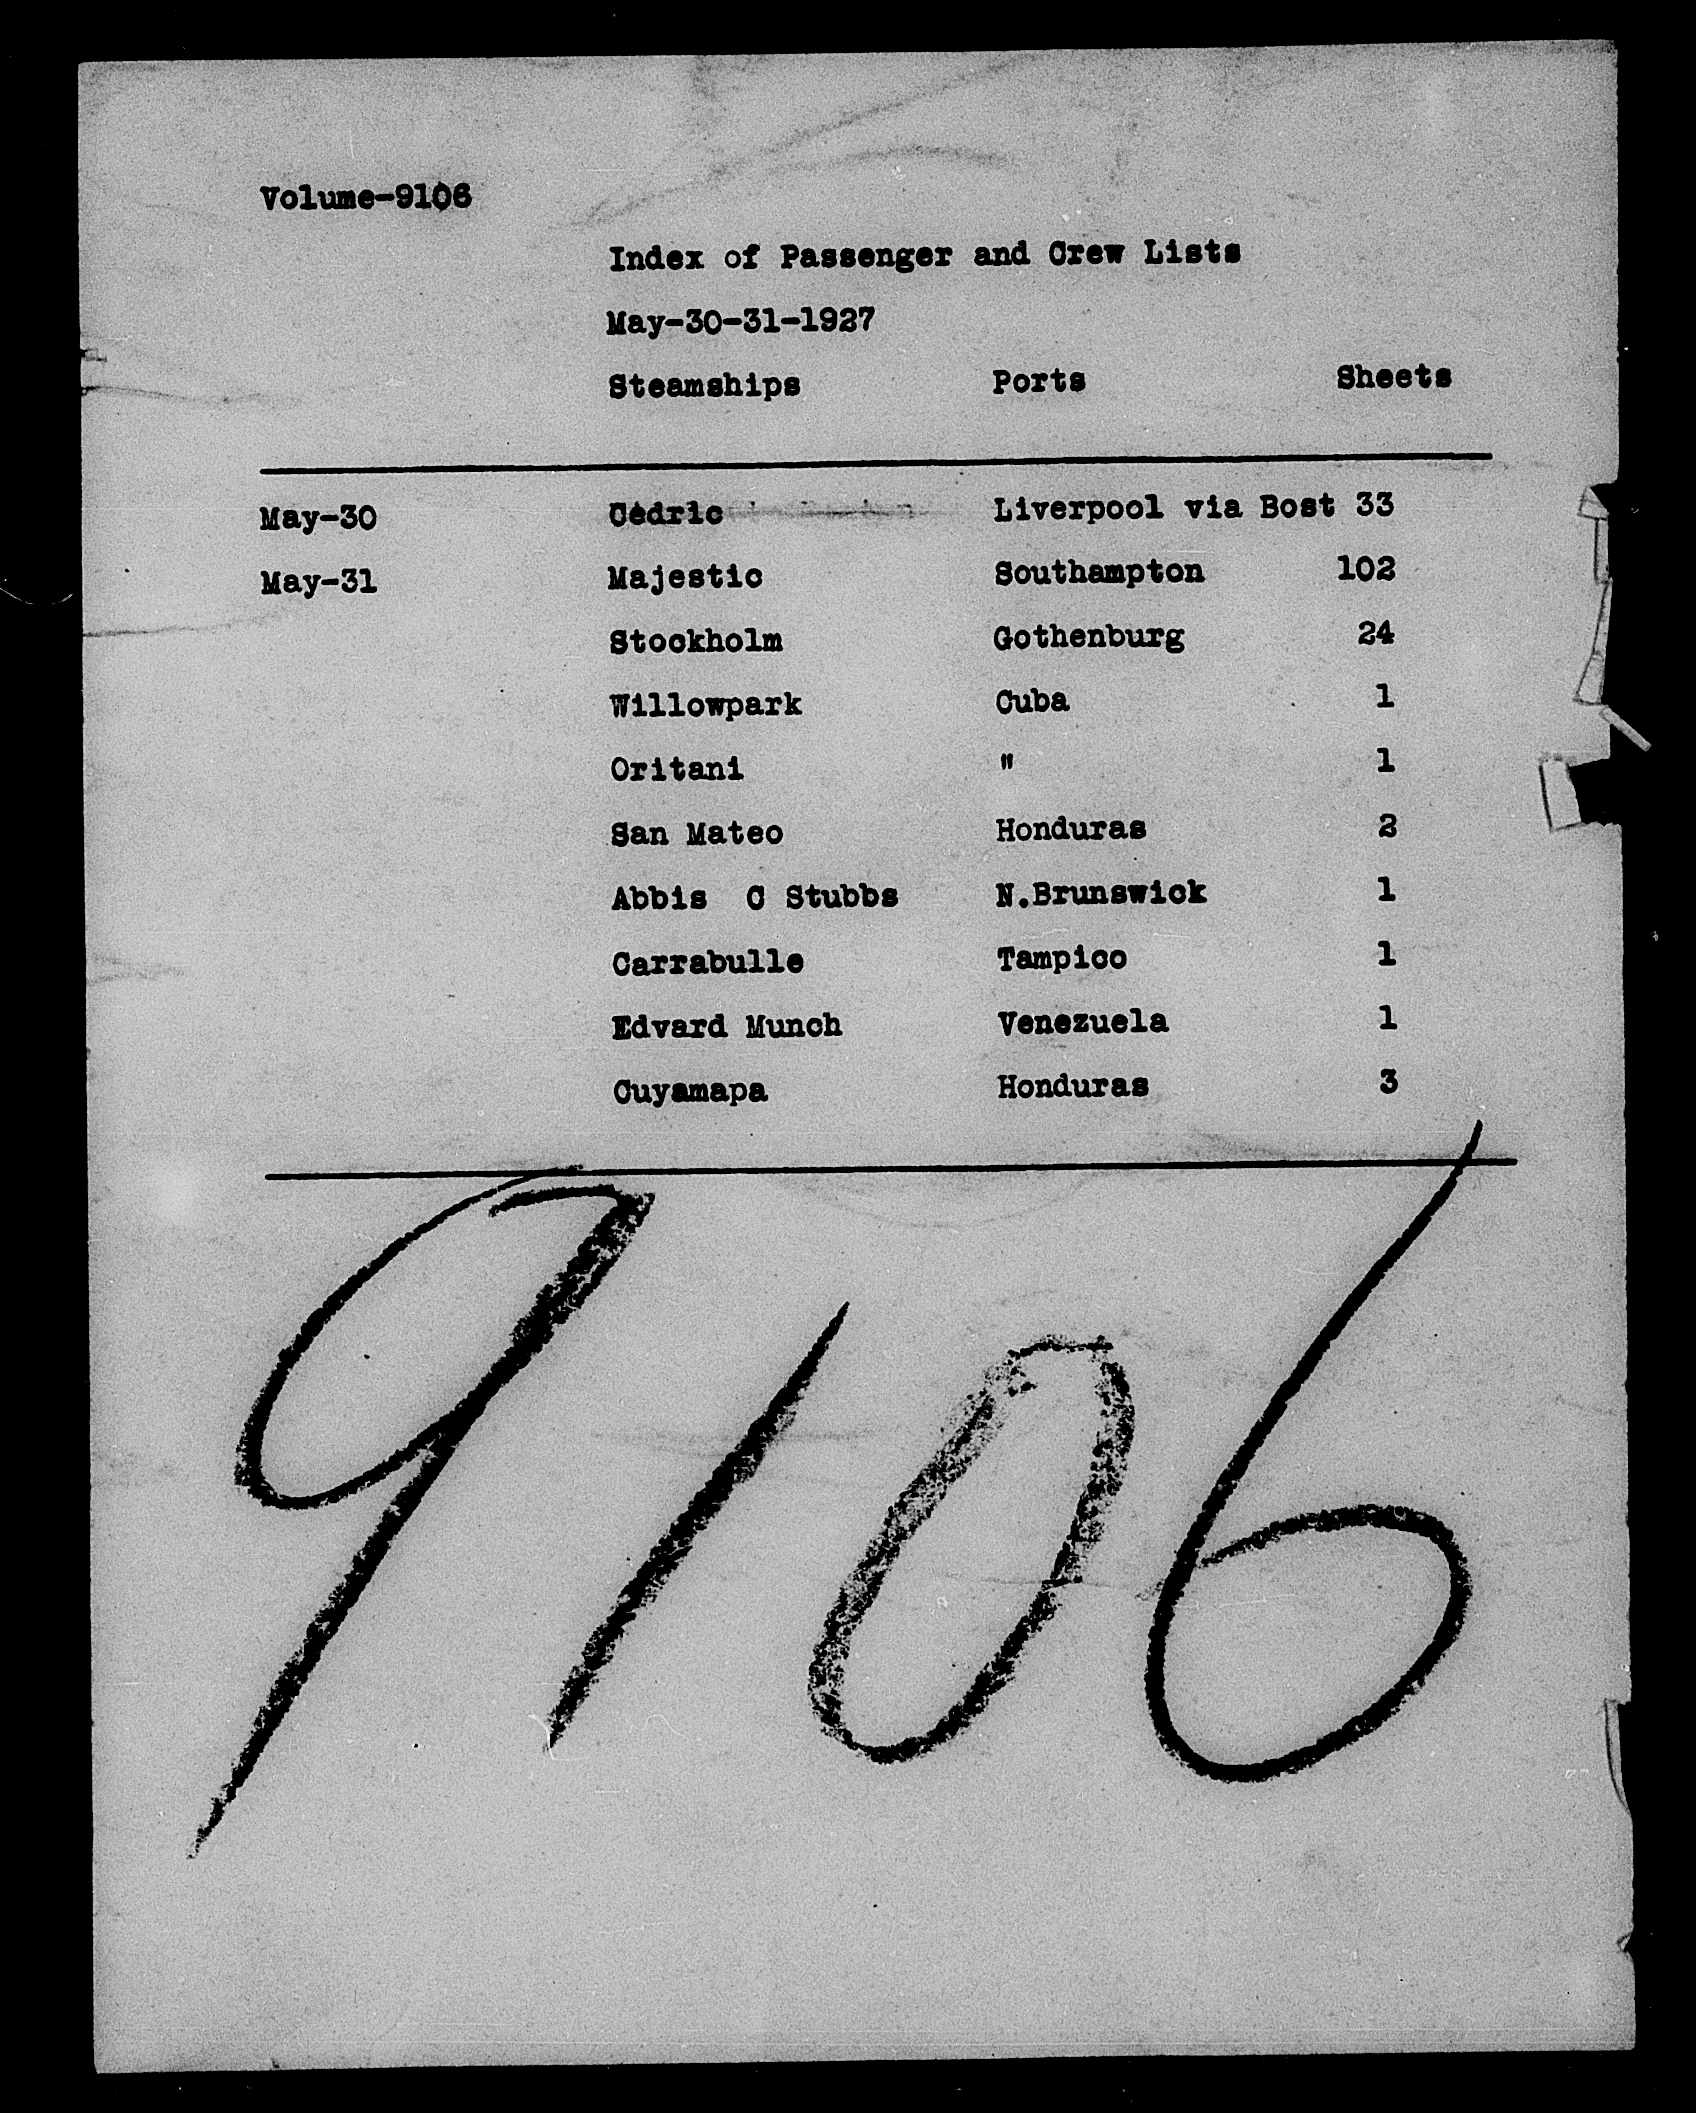 Volume-9106
Index of Passenger and Crew Lists
May-30-31-1927
Steamships Ports Sheets
May-30 Cedric Liverpool via Bost 33
May-31 Majestic Southampton 102
Stockholm Gothenburg 24
Willowpark Cuba 1
Oritani " 1
San Mateo Honduras 2
Abbis C Stubbs N.Brunswick 1
Carrabulle Tampico 1
Edvard Munch Venezuela 1
Cuyamapa Honduras 3
9106